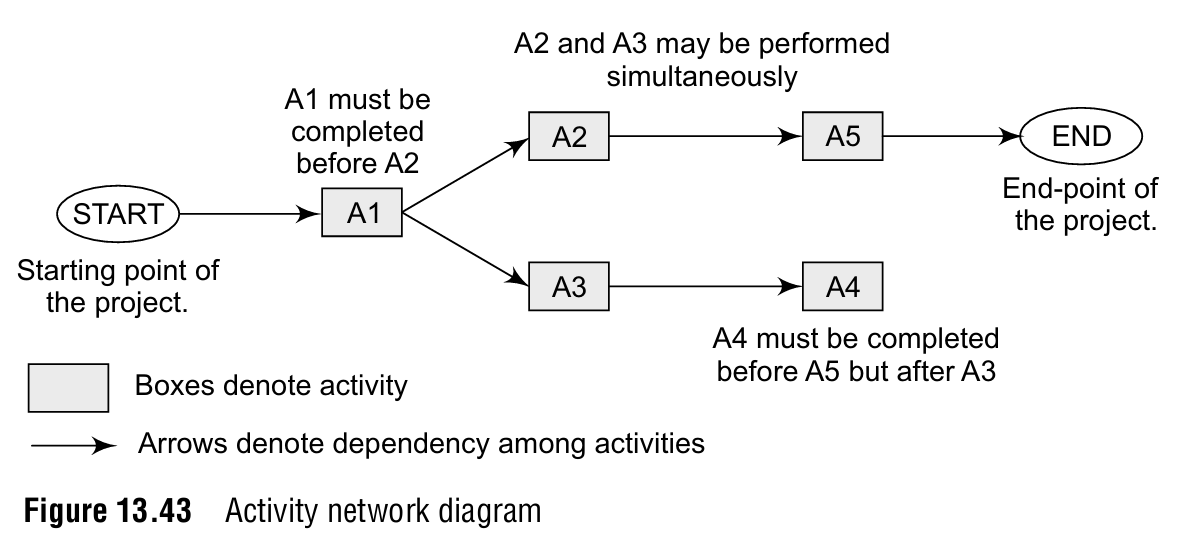 A2 and A3 may be performed
simultaneously
A1 must be
completed
before A2
A2
A5
END
End-point of
the project.
START
A1
Starting point of
the project.
A3
A4
A4 must be completed
before A5 but after A3
Boxes denote activity
Arrows denote dependency among activities
Figure 13.43 Activity network diagram